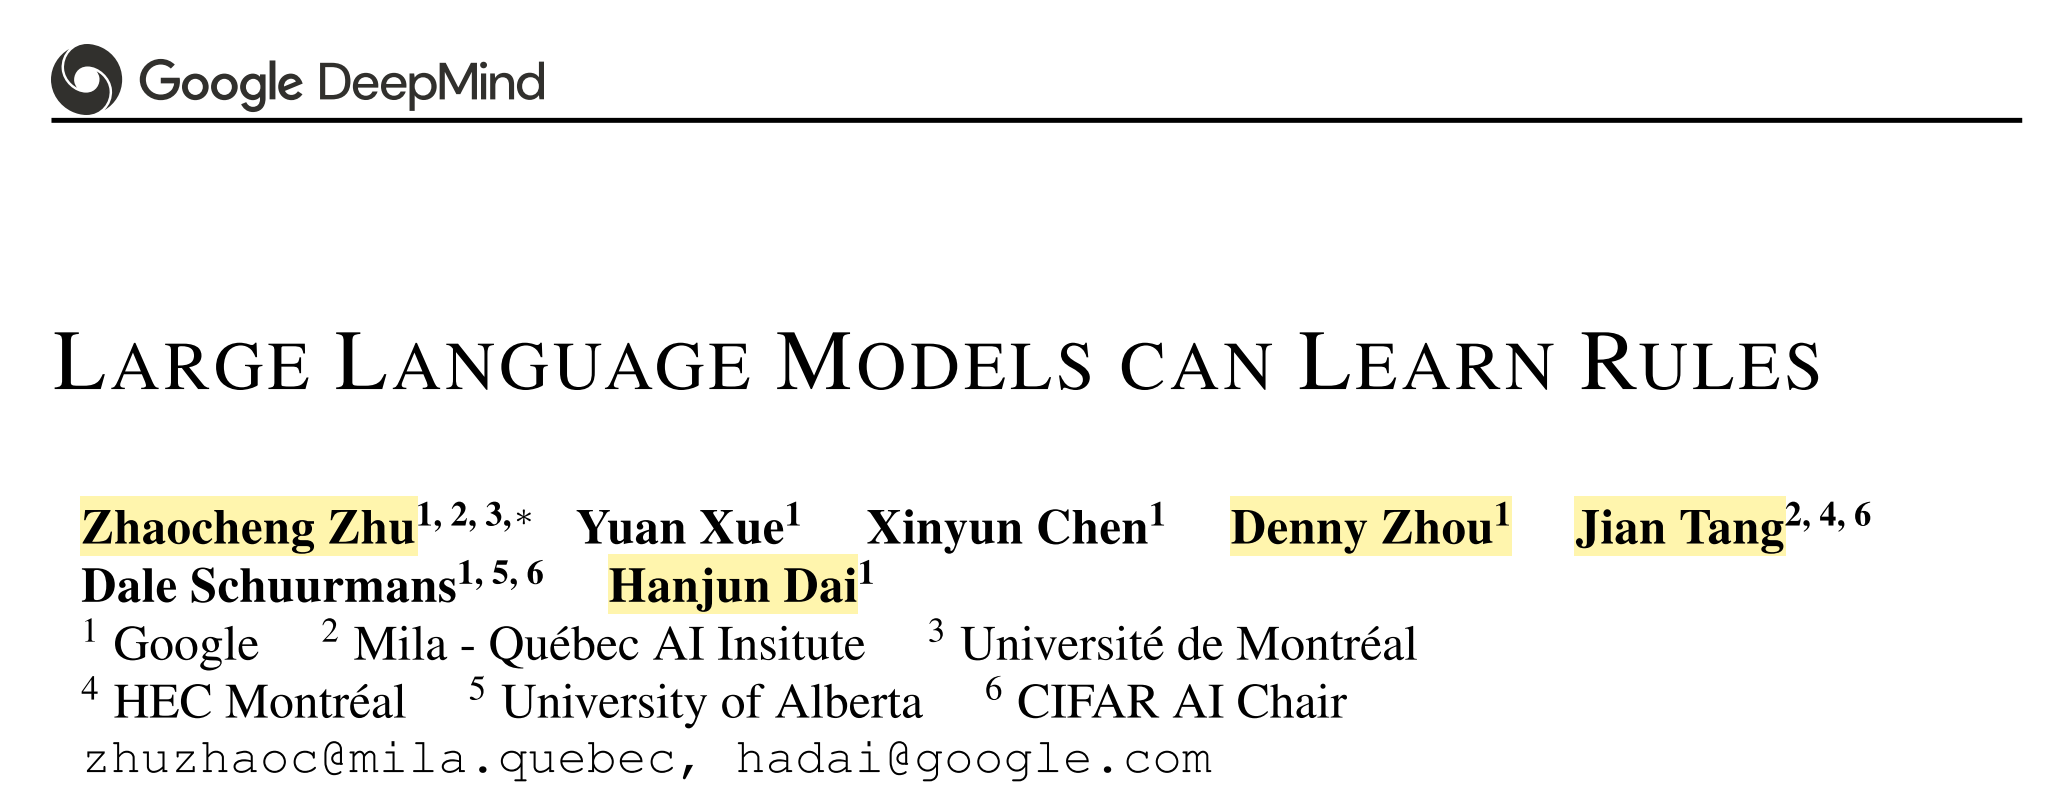 Google DeepMind
LARGE LANGUAGE MODELS CAN LEARN RULES
Zhaocheng Zhu1, 2, 3,* Yuan Xue1 Xinyun Chen1 Denny Zhou1 Jian Tang2, 4, 6
Dale Schuurmans1, 5, 6 Hanjun Dai1
1 Google 2 Mila - Québec AI Insitute 3 Université de Montréal
4 HEC Montréal 5 University of Alberta 6 CIFAR AI Chair
zhuzhaoc@mila.quebec, hadai@google.com